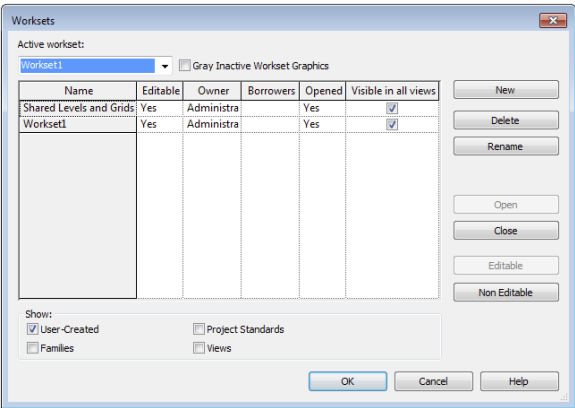 Worksets
Active workset:
Workset1
Gray Inactive Workset Graphics
Name Editable Owner Borrowers Opened Visible in all views
Shared Levels and Grids Yes Administra Yes
Workset1 Yes Administra Yes
New
Delete
Rename
Open
Close
Editable
Non Editable
Show:
User-Created Project Standards
Families Views
OK Cancel Help